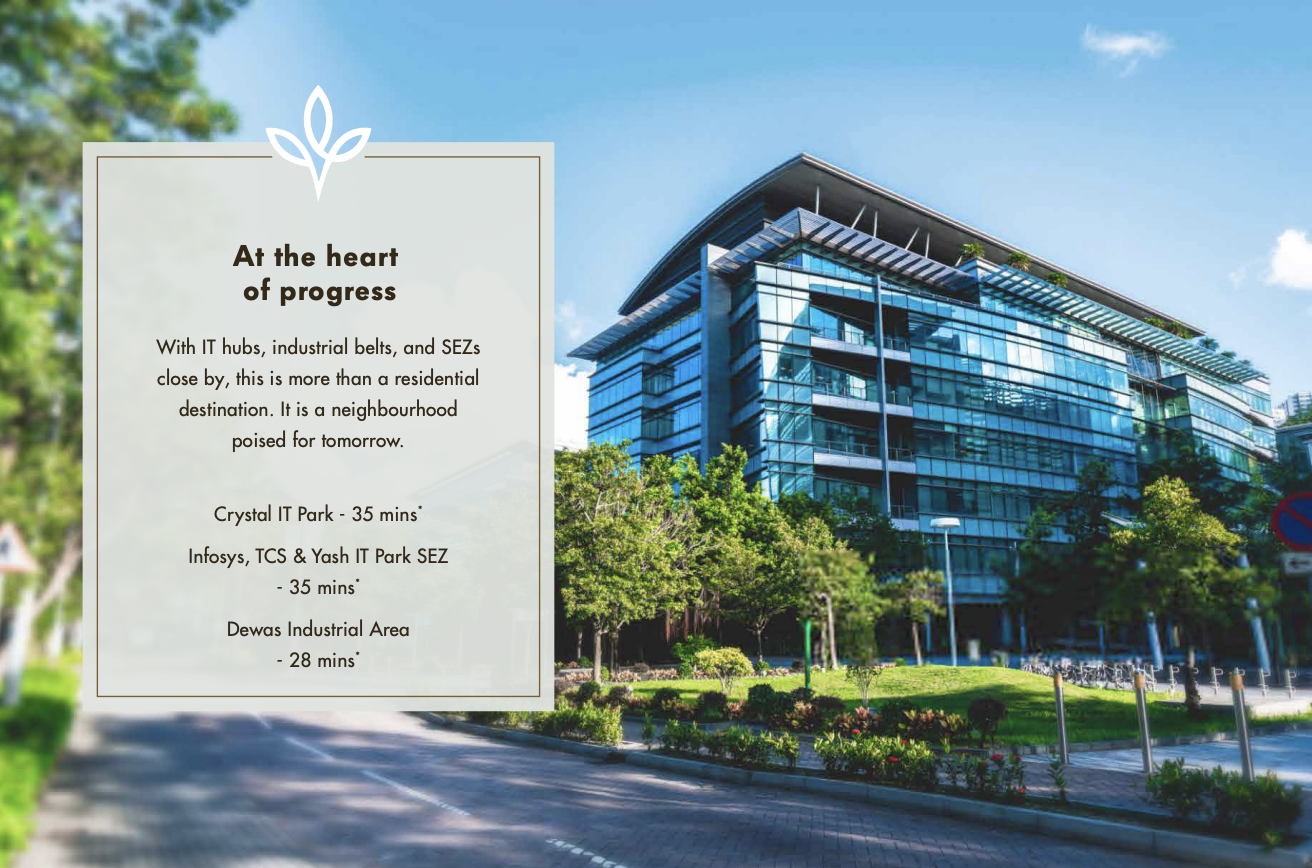 At the heart
of progress
With IT hubs, industrial belts, and SEZs
close by, this is more than a residential
destination. It is a neighbourhood
poised for tomorrow.
Crystal IT Park - 35 mins*
Infosys, TCS & Yash IT Park SEZ
- 35 mins*
Dewas Industrial Area
- 28 mins*